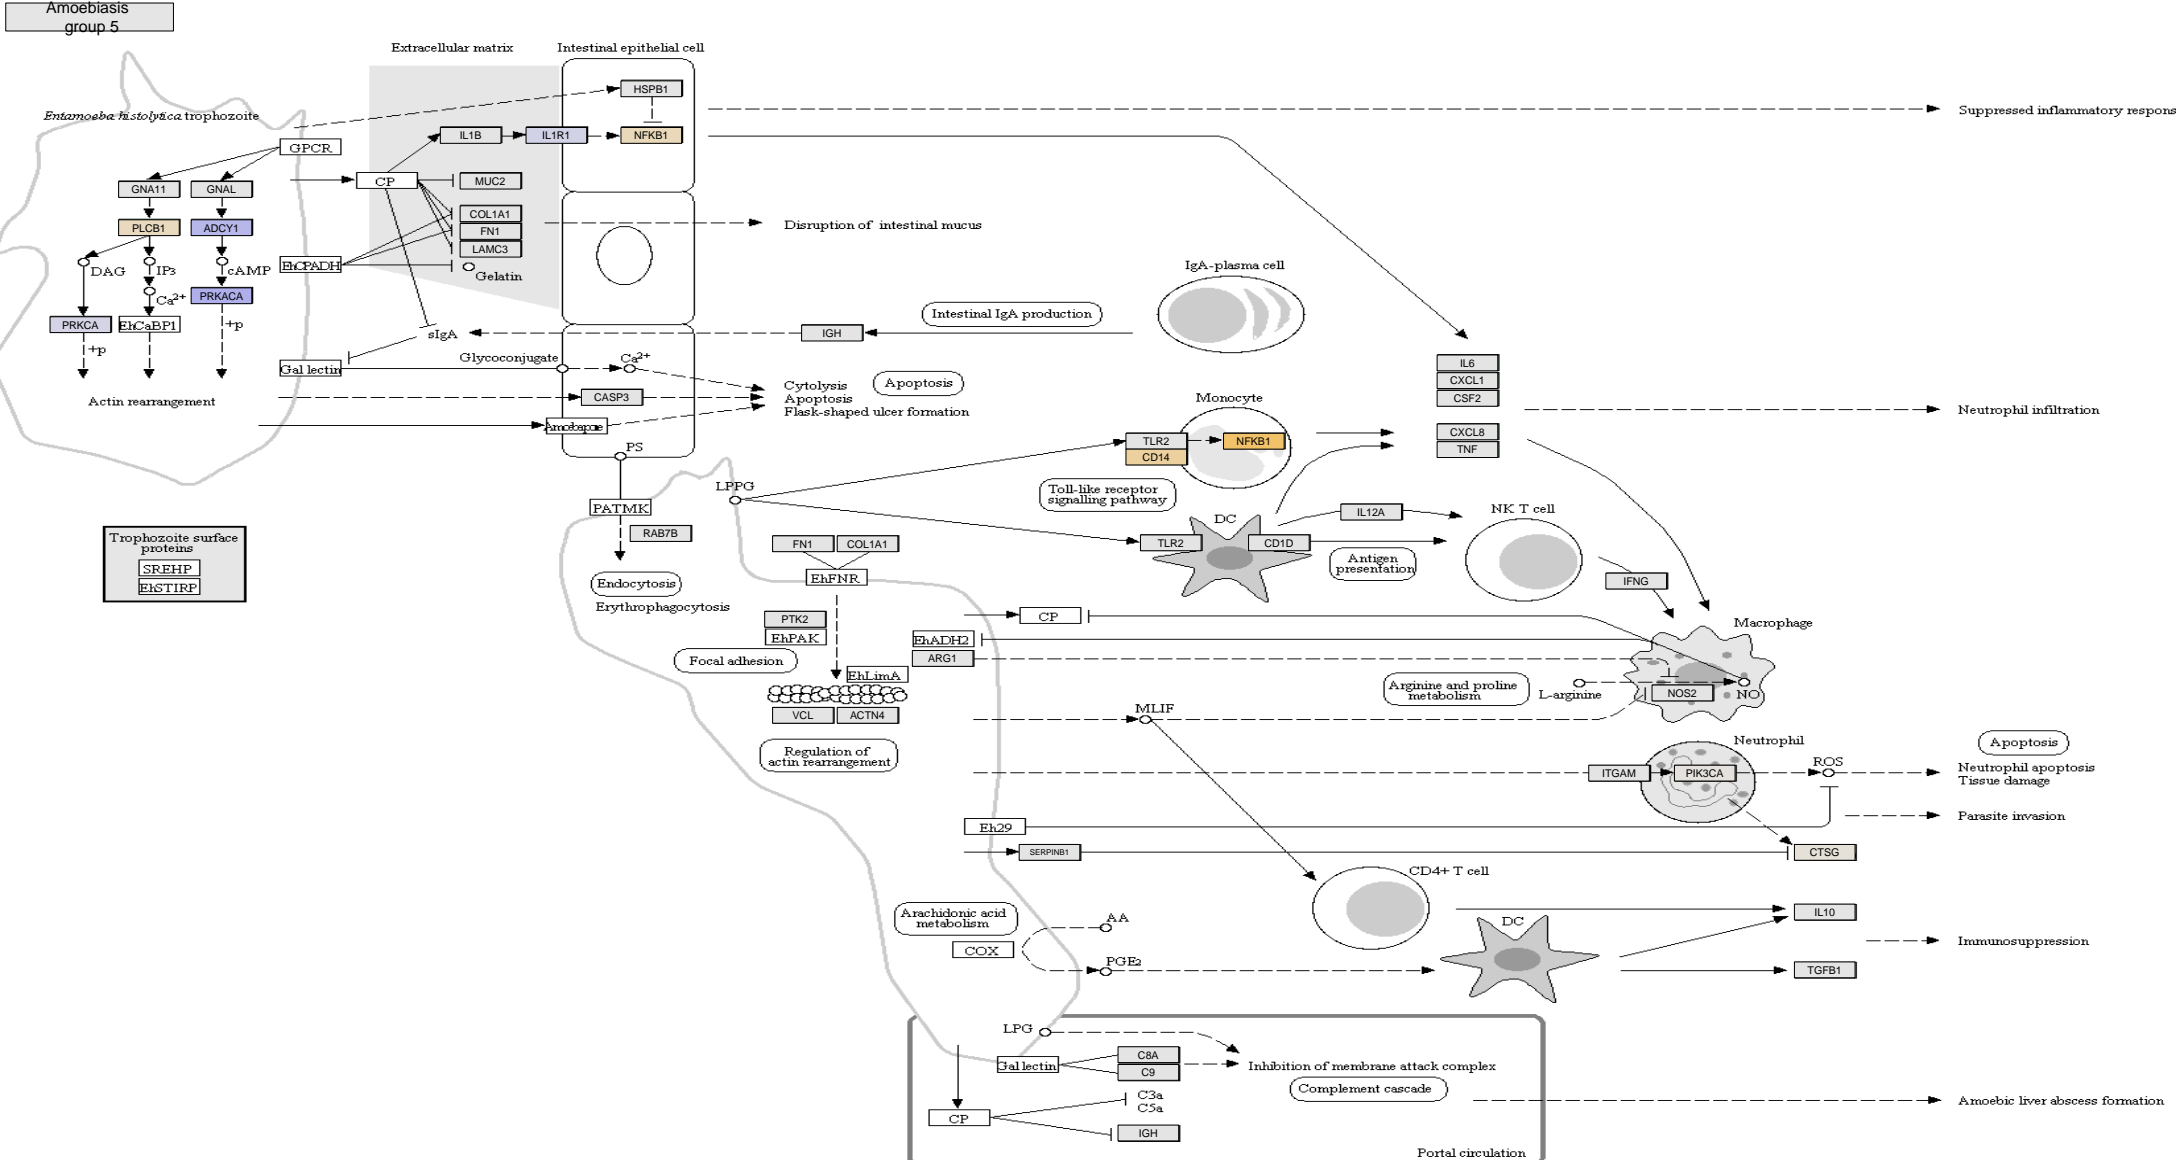 Amoebiasis
group 5
Extracellular matrix
Intestinal epithelial cell
HSPB1
Suppressed inflammatory respons
Entamoeba histolytica trophozoite
IL1B
IL1R1
NFKB1
GPCR
CP
MUC2
GNA11
GNAL
COL1A1
FN1
LAMC3
Gelatin
Disruption of intestinal mucus
PLCB1
ADCY1
EhCPADH
DAG
IP3
cAMP
Ca2+
PRKACA
PRKCA
EhCaBP1
+p
+p
IgA-plasma cell
Intestinal IgA production
IGH
sIgA
Gal lectin
Glycoconjugate
Ca2+
Cytolysis
Apoptosis
Flask-shaped ulcer formation
Apoptosis
CASP3
Actin rearrangement
Amoebapore
PS
IL6
CXCL1
CSF2
Neutrophil infiltration
CXCL8
TNF
Monocyte
TLR2
CD14
NFKB1
Toll-like receptor
signalling pathway
LPPG
PATMK
RAB7B
Endocytosis
Erythrophagocytosis
Trophozoite surface
proteins
SREHP
EhSTIRP
DC
TLR2
CD1D
IL12A
NK T cell
Antigen
presentation
IFNG
FN1
COL1A1
EhFNR
PTK2
EhPAK
Focal adhesion
EhLimA
VCL
ACTN4
Regulation of
actin rearrangement
CP
EhADH2
ARG1
Macrophage
Arginine and proline
metabolism
L-arginine
NOS2
NO
MLIF
Neutrophil
Apoptosis
ITGAM
PIK3CA
ROS
Neutrophil apoptosis
Tissue damage
Parasite invasion
Eh29
SERPINB1
CTSG
CD4+ T cell
Arachidonic acid
metabolism
COX
AA
PGE2
DC
IL10
Immunosuppression
TGFB1
LPG
Gal lectin
C8A
C9
Inhibition of membrane attack complex
Complement cascade
C3a
C5a
CP
IGH
Amoebic liver abscess formation
Portal circulation